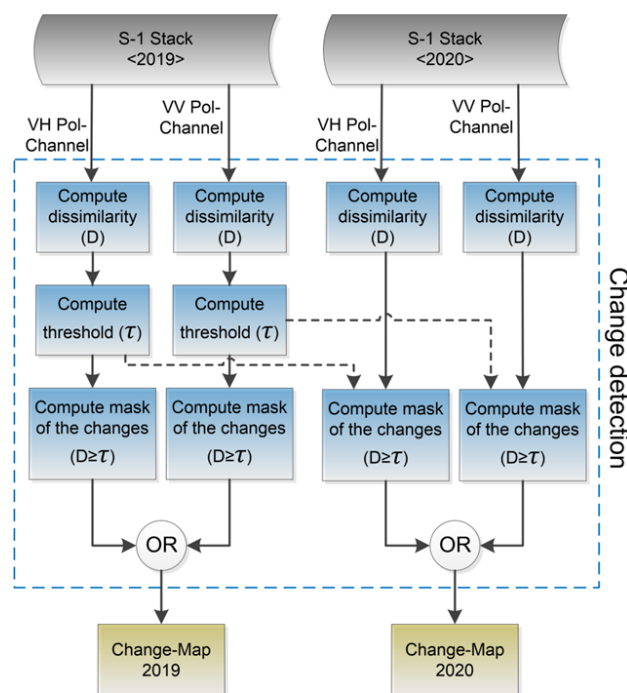 S-1 Stack
<2019>
S-1 Stack
<2020>
VH Pol-
Channel
VV Pol-
Channel
VH Pol-
Channel
VV Pol-
Channel
Compute
dissimilarity
(D)
Compute
dissimilarity
(D)
Compute
dissimilarity
(D)
Compute
dissimilarity
(D)
Compute
threshold (τ)
Compute
threshold (τ)
Compute mask
of the changes
(D≥τ)
Compute mask
of the changes
(D≥τ)
Compute mask
of the changes
(D≥τ)
Compute mask
of the changes
(D≥τ)
Change detection
OR
OR
Change-Map
2019
Change-Map
2020